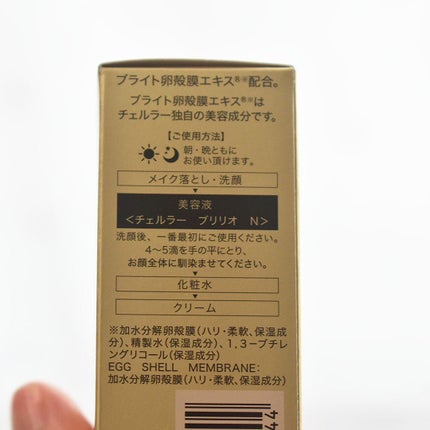 ブライト卵殻膜エキス®※配合。
ブライト卵殻膜エキス®※は
チェルラー独自の美容成分です。
【ご使用方法】
朝・晩ともに
お使い頂けます。
メイク落とし・洗顔
美容液
<チェルラー ブリリオ N>
洗顔後、一番最初にご使用ください。
4〜5滴を手の平にとり、
お顔全体に馴染ませてください。
化粧水
クリーム
※加水分解卵殻膜(ハリ・柔軟、保湿成
分)、精製水(保湿成分)、1,3-ブチレ
ングリコール(保湿成分)
EGG SHELL MEMBRANE:
加水分解卵殻膜(ハリ・柔軟、保湿成分)